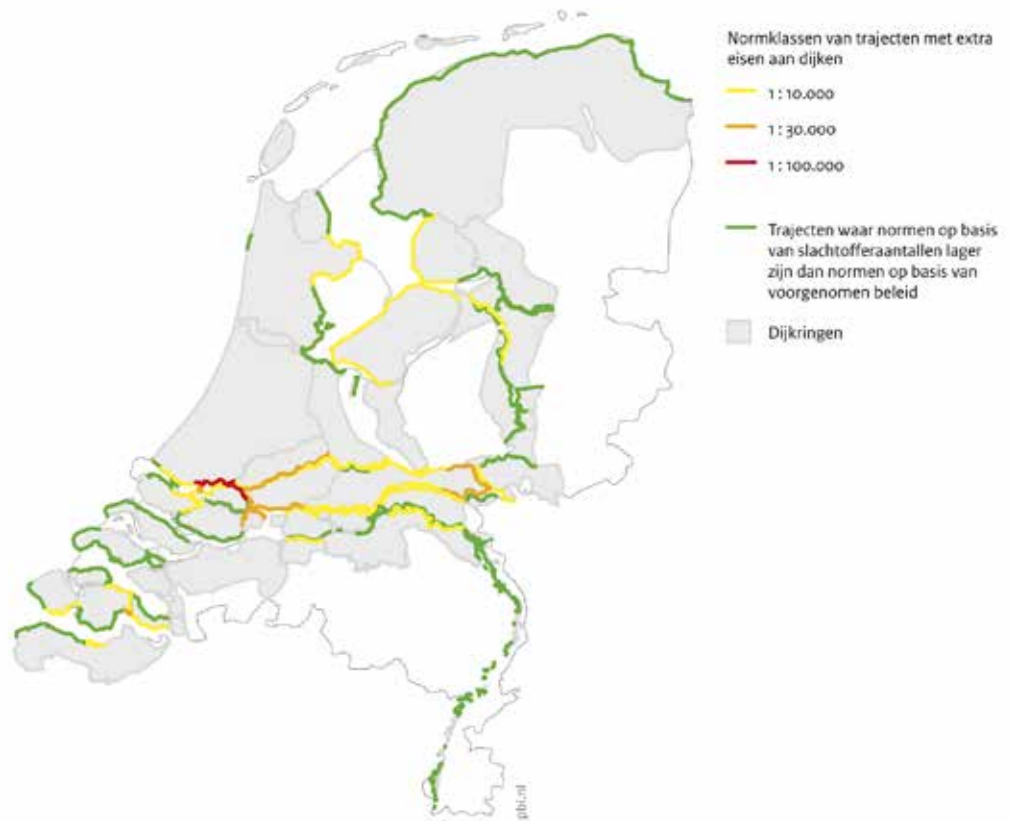 Normklassen van trajecten met extra
eisen aan dijken
1 : 10.000
1 : 30.000
1 : 100.000
Trajecten waar normen op basis
van slachtofferaantallen lager
zijn dan normen op basis van
voorgenomen beleid
Dijkringen
pbl.nl